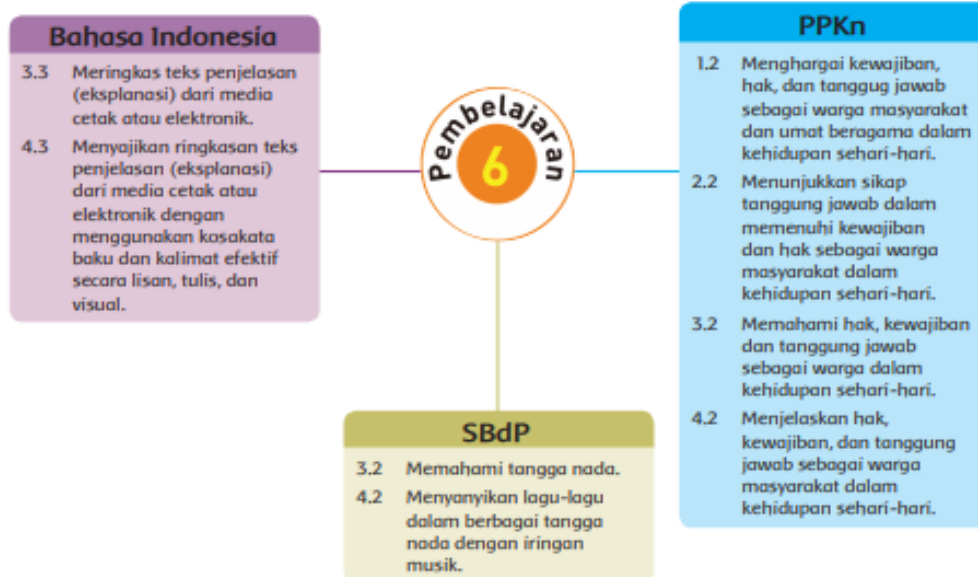 Bahasa Indonesia
3.3 Meringkas teks penjelasan
(eksplanasi) dari media
cetak atau elektronik.
4.3 Menyajikan ringkasan teks
penjelasan (eksplanasi)
dari media cetak atau
elektronik dengan
menggunakan kosakata
baku dan kalimat efektif
secara lisan, tulis, dan
visual.
Pembelajaran
6
PPKn
1.2 Menghargai kewajiban,
hak, dan tanggug jawab
sebagai warga masyarakat
dan umat beragama dalam
kehidupan sehari-hari.
2.2 Menunjukkan sikap
tanggung jawab dalam
memenuhi kewajiban
dan hak sebagai warga
masyarakat dalam
kehidupan sehari-hari.
3.2 Memahami hak, kewajiban
dan tanggung jawab
sebagai warga dalam
kehidupan sehari-hari.
4.2 Menjelaskan hak,
kewajiban, dan tanggung
jawab sebagai warga
masyarakat dalam
kehidupan sehari-hari.
SBdP
3.2 Memahami tangga nada.
4.2 Menyanyikan lagu-lagu
dalam berbagai tangga
nada dengan iringan
musik.